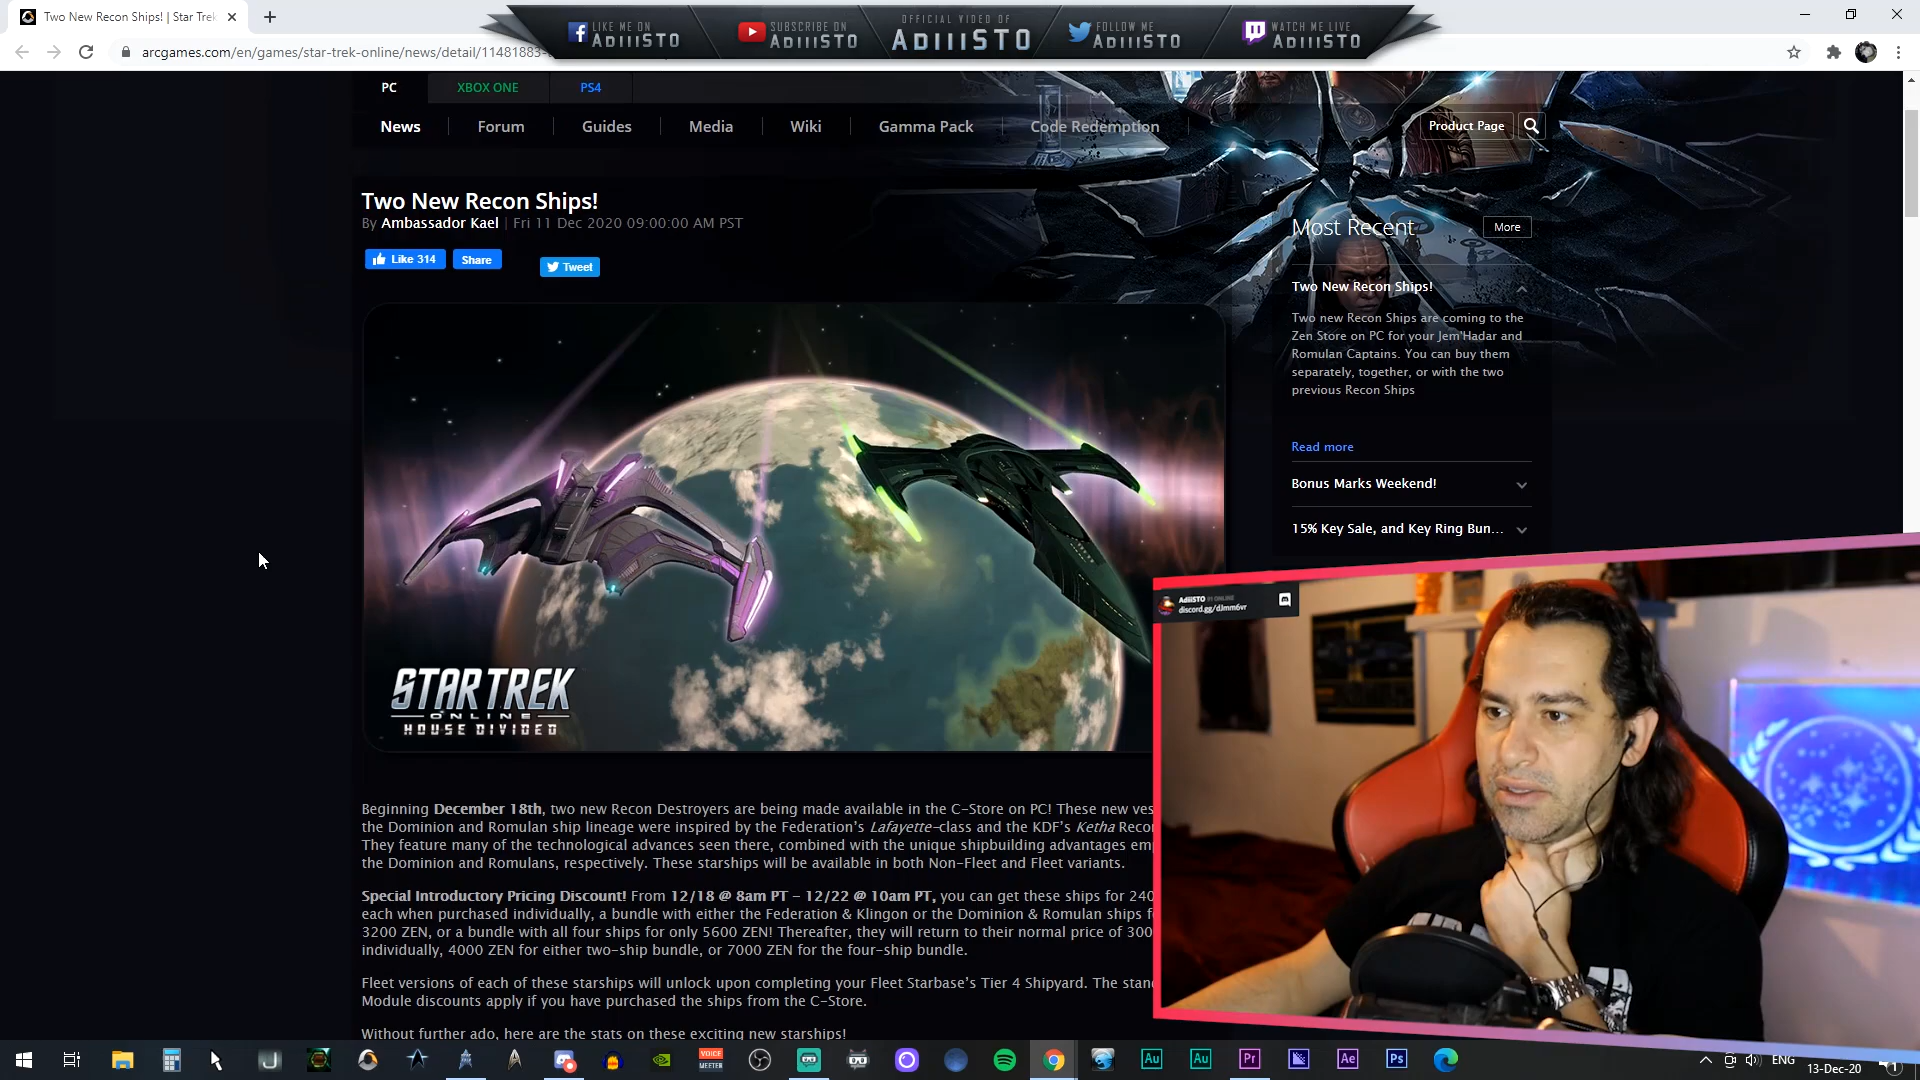 Two New Recon Ships! | Star Trek
LIKE ME ON
ADIIISTO
SUBSCRIBE ON
ADIIISTO
OFFICIAL VIDEO OF
ADIIISTO
FOLLOW ME
ADIIISTO
WATCH ME LIVE
ADIIISTO
arcgames.com/en/games/star-trek-online/news/detail/11481883-
PC
XBOX ONE
PS4
News
Forum
Guides
Media
Wiki
Gamma Pack
Code Redemption
Product Page
Two New Recon Ships!
By Ambassador Kael | Fri 11 Dec 2020 09:00:00 AM PST
Like 314
Share
Tweet
Most Recent
More
Two New Recon Ships!
Two new Recon Ships are coming to the
Zen Store on PC for your Jem'Hadar and
Romulan Captains. You can buy them
separately, together, or with the two
previous Recon Ships
Read more
Bonus Marks Weekend!
15% Key Sale, and Key Ring Bun...
STAR TREK
ONLINE
HOUSE DIVIDED
AdiiiSTO
discord.gg/dJmm6vr
Beginning December 18th, two new Recon Destroyers are being made available in the C-Store on PC! These new ves
the Dominion and Romulan ship lineage were inspired by the Federation's Lafayette-class and the KDF's Ketha Recon
They feature many of the technological advances seen there, combined with the unique shipbuilding advantages em
the Dominion and Romulans, respectively. These starships will be available in both Non-Fleet and Fleet variants.
Special Introductory Pricing Discount! From 12/18 @ 8am PT – 12/22 @ 10am PT, you can get these ships for 240
each when purchased individually, a bundle with either the Federation & Klingon or the Dominion & Romulan ships f
3200 ZEN, or a bundle with all four ships for only 5600 ZEN! Thereafter, they will return to their normal price of 300
individually, 4000 ZEN for either two-ship bundle, or 7000 ZEN for the four-ship bundle.
Fleet versions of each of these starships will unlock upon completing your Fleet Starbase's Tier 4 Shipyard. The stan
Module discounts apply if you have purchased the ships from the C-Store.
Without further ado, here are the stats on these exciting new starships!
VOICE
MEETER
Au
Au
Pr
Ae
Ps
ENG
13-Dec-20
1